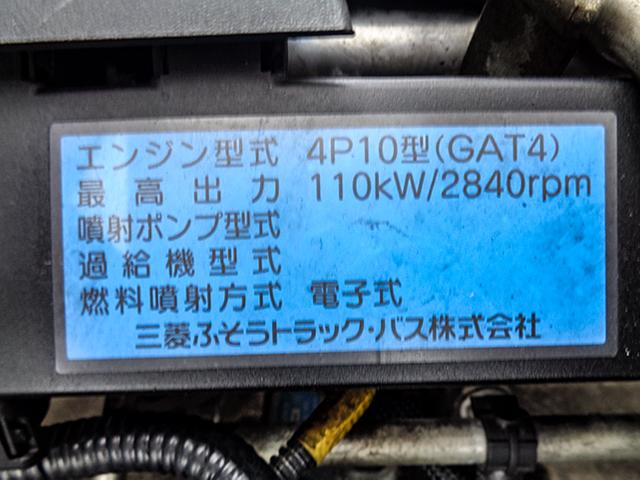 エンジン型式 4P10型(GAT4)
最高出力 110kW/2840rpm
噴射ポンプ型式
過給機型式
燃料噴射方式 電子式
三菱ふそうトラック・バス株式会社